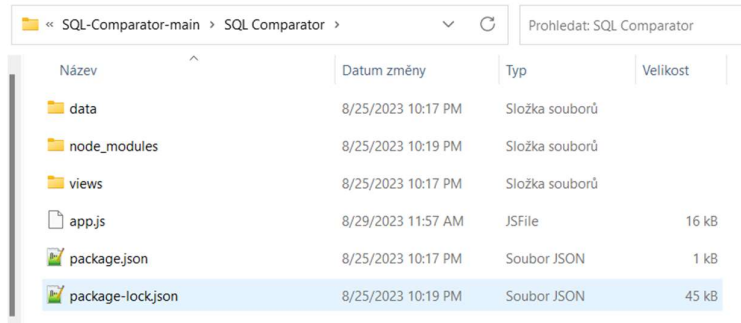 « SQL-Comparator-main > SQL Comparator > Prohledat: SQL Comparator
Název Datum změny Typ Velikost
data 8/25/2023 10:17 PM Složka souborů
node_modules 8/25/2023 10:19 PM Složka souborů
views 8/25/2023 10:17 PM Složka souborů
app.js 8/29/2023 11:57 AM JSFile 16 kB
package.json 8/25/2023 10:17 PM Soubor JSON 1 kB
package-lock.json 8/25/2023 10:19 PM Soubor JSON 45 kB